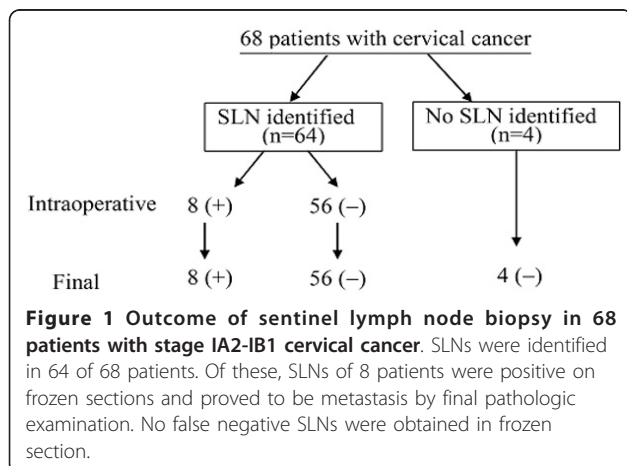 68 patients with cervical cancer
SLN identified
(n=64)
No SLN identified
(n=4)
Intraoperative 8 (+) 56 (−)
Final 8 (+) 56 (−) 4 (−)
Figure 1 Outcome of sentinel lymph node biopsy in 68
patients with stage IA2-IB1 cervical cancer. SLNs were identified
in 64 of 68 patients. Of these, SLNs of 8 patients were positive on
frozen sections and proved to be metastasis by final pathologic
examination. No false negative SLNs were obtained in frozen
section.